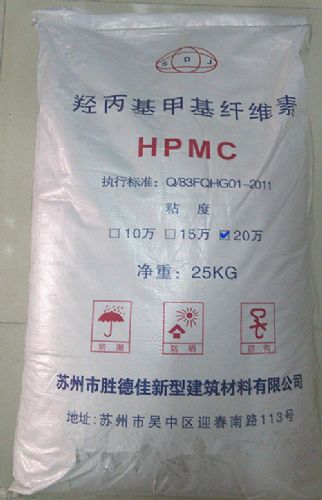 SDJ
羟丙基甲基纤维素
HPMC
执行标准：Q/83FQHG01-2011
粘 度
□10万 □15万 ☑20万
净重：25KG
防潮 防晒 防钩
苏州市胜德佳新型建筑材料有限公司
地址：苏州市吴中区迎春南路113号